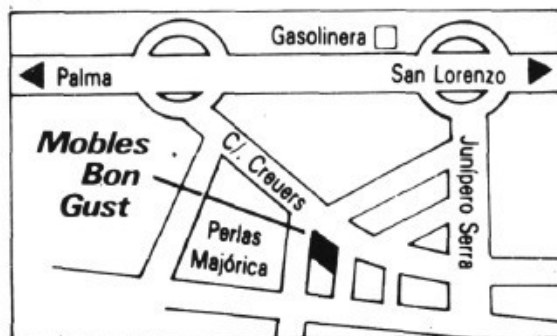 Gasolinera
Palma
San Lorenzo
Mobles
Bon
Gust
C/. Creuers
Junípero Serra
Perlas
Majórica